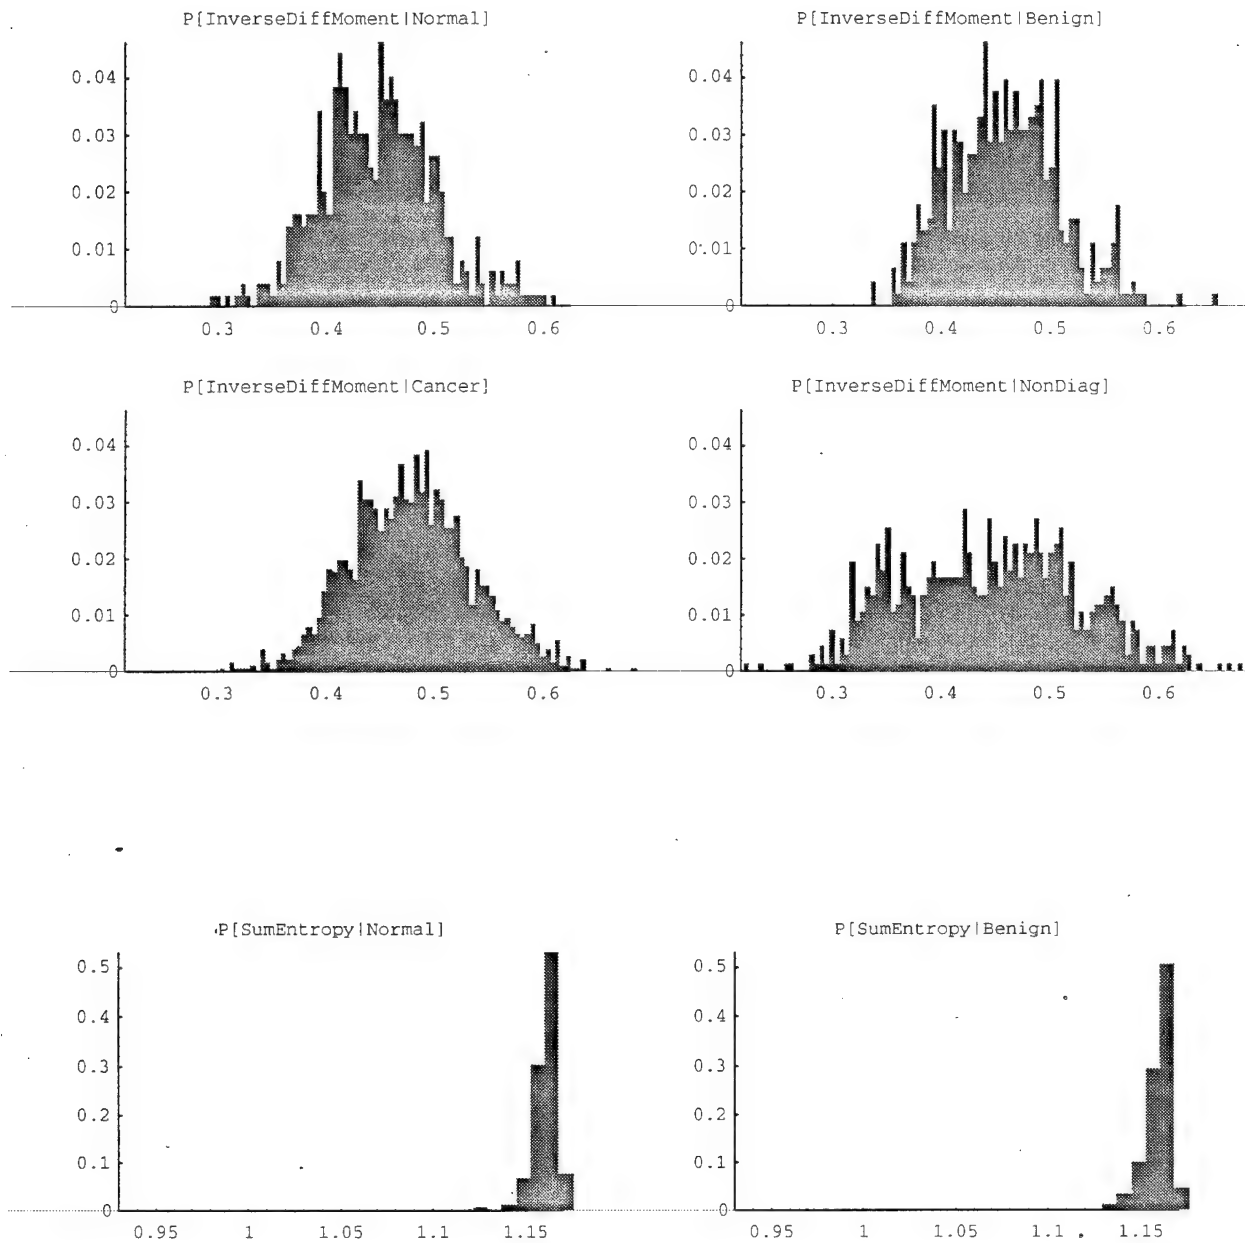 P[InverseDiffMoment|Normal]
0.04
0.03
0.02
0.01
0
0.3 0.4 0.5 0.6
P[InverseDiffMoment|Benign]
0.04
0.03
0.02
0.01
0
0.3 0.4 0.5 0.6
P[InverseDiffMoment|Cancer]
0.04
0.03
0.02
0.01
0
0.3 0.4 0.5 0.6
P[InverseDiffMoment|NonDiag]
0.04
0.03
0.02
0.01
0
0.3 0.4 0.5 0.6
P[SumEntropy|Normal]
0.5
0.4
0.3
0.2
0.1
0
0.95 1 1.05 1.1 1.15
P[SumEntropy|Benign]
0.5
0.4
0.3
0.2
0.1
0
0.95 1 1.05 1.1 1.15